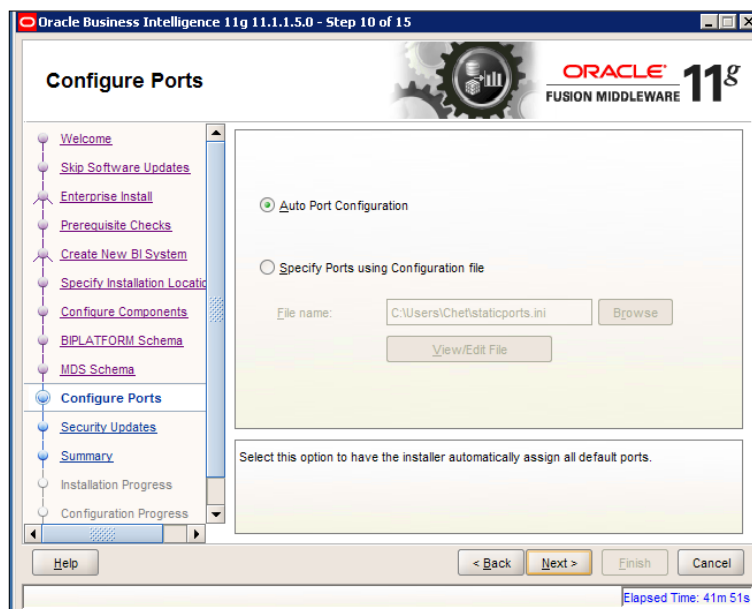 Oracle Business Intelligence 11g 11.1.1.5.0 - Step 10 of 15
Configure Ports
ORACLE
FUSION MIDDLEWARE 11g
Welcome
Skip Software Updates
Enterprise Install
Prerequisite Checks
Create New BI System
Specify Installation Locatio
Configure Components
BIPLATFORM Schema
MDS Schema
Configure Ports
Security Updates
Summary
Installation Progress
Configuration Progress
Auto Port Configuration
Specify Ports using Configuration file
File name: C:\Users\Chet\staticports.ini Browse
View/Edit File
Select this option to have the installer automatically assign all default ports.
Help < Back Next > Finish Cancel
Elapsed Time: 41m 51s